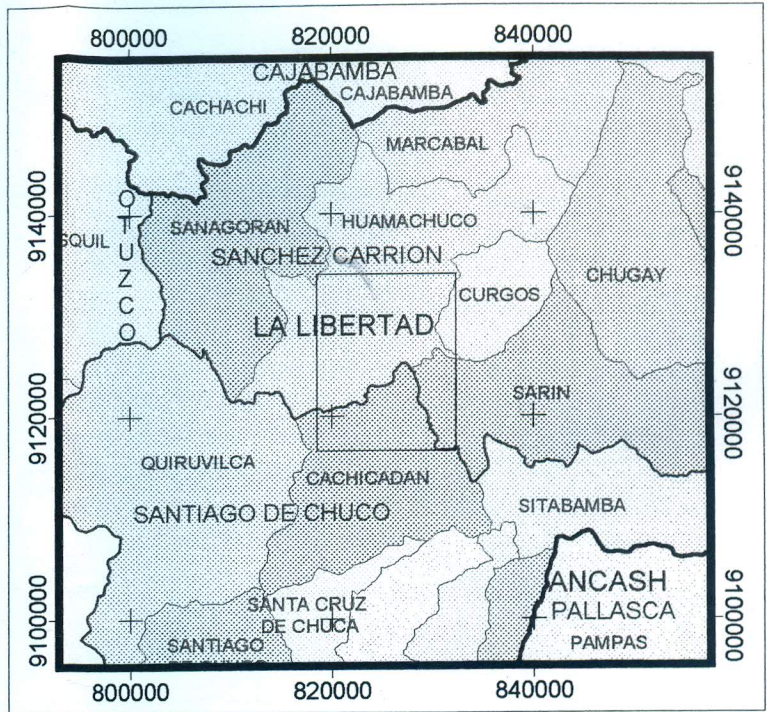 800000 820000 840000
CAJABAMBA
CAJABAMBA
CACHACHI
MARCABAL
9140000
OTUZCO
SQUIL
SANAGORAN
HUAMACHUCO
9140000
SANCHEZ CARRION
CHUGAY
CURGOS
LA LIBERTAD
9120000
SARIN
9120000
QUIRUVILCA
CACHICADAN
SANTIAGO DE CHUCO
SITABAMBA
9100000
ANCASH
SANTA CRUZ
DE CHUCA
PALLASCA
SANTIAGO
PAMPAS
9100000
800000 820000 840000